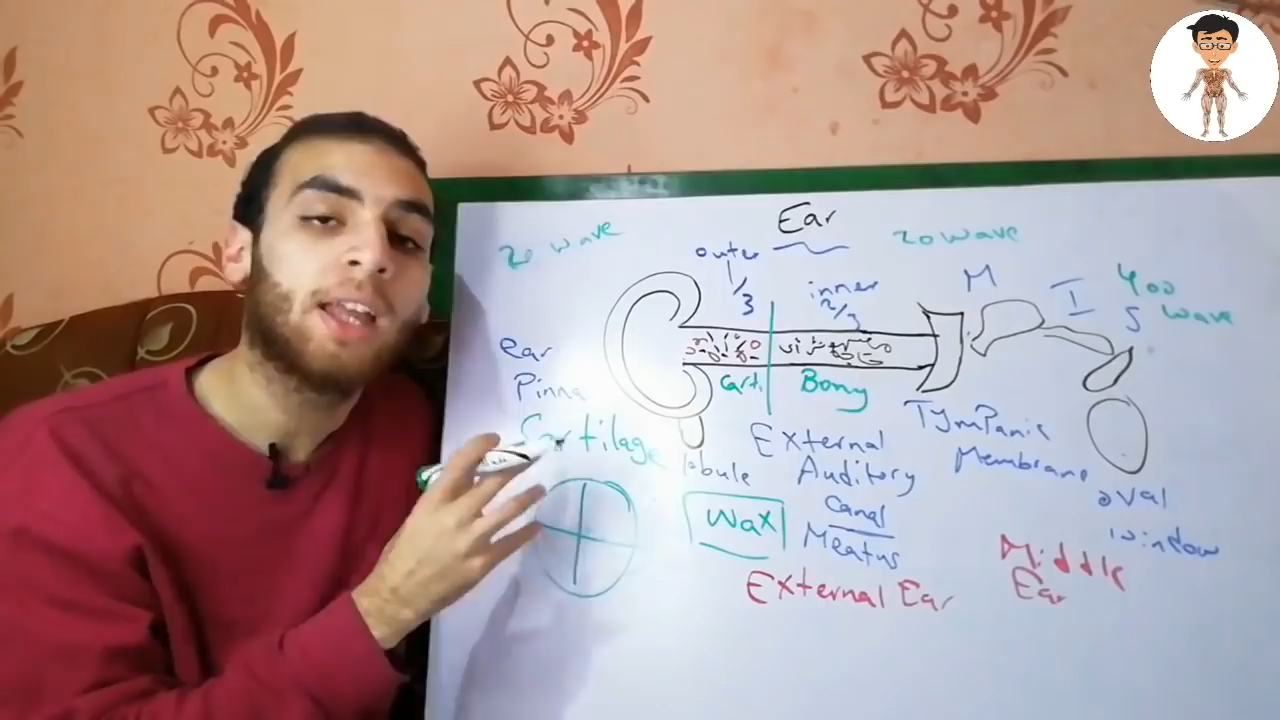 Ear
20 wave
20 wave
outer
1/3
inner
2/3
M
I
S
400
wave
ear
Pinna
Cartilage
Cart.
Bony
lobule
External
Auditory
Canal
Meatus
TymPanic
Membrane
oval
window
Wax
External Ear
Middle
Ear